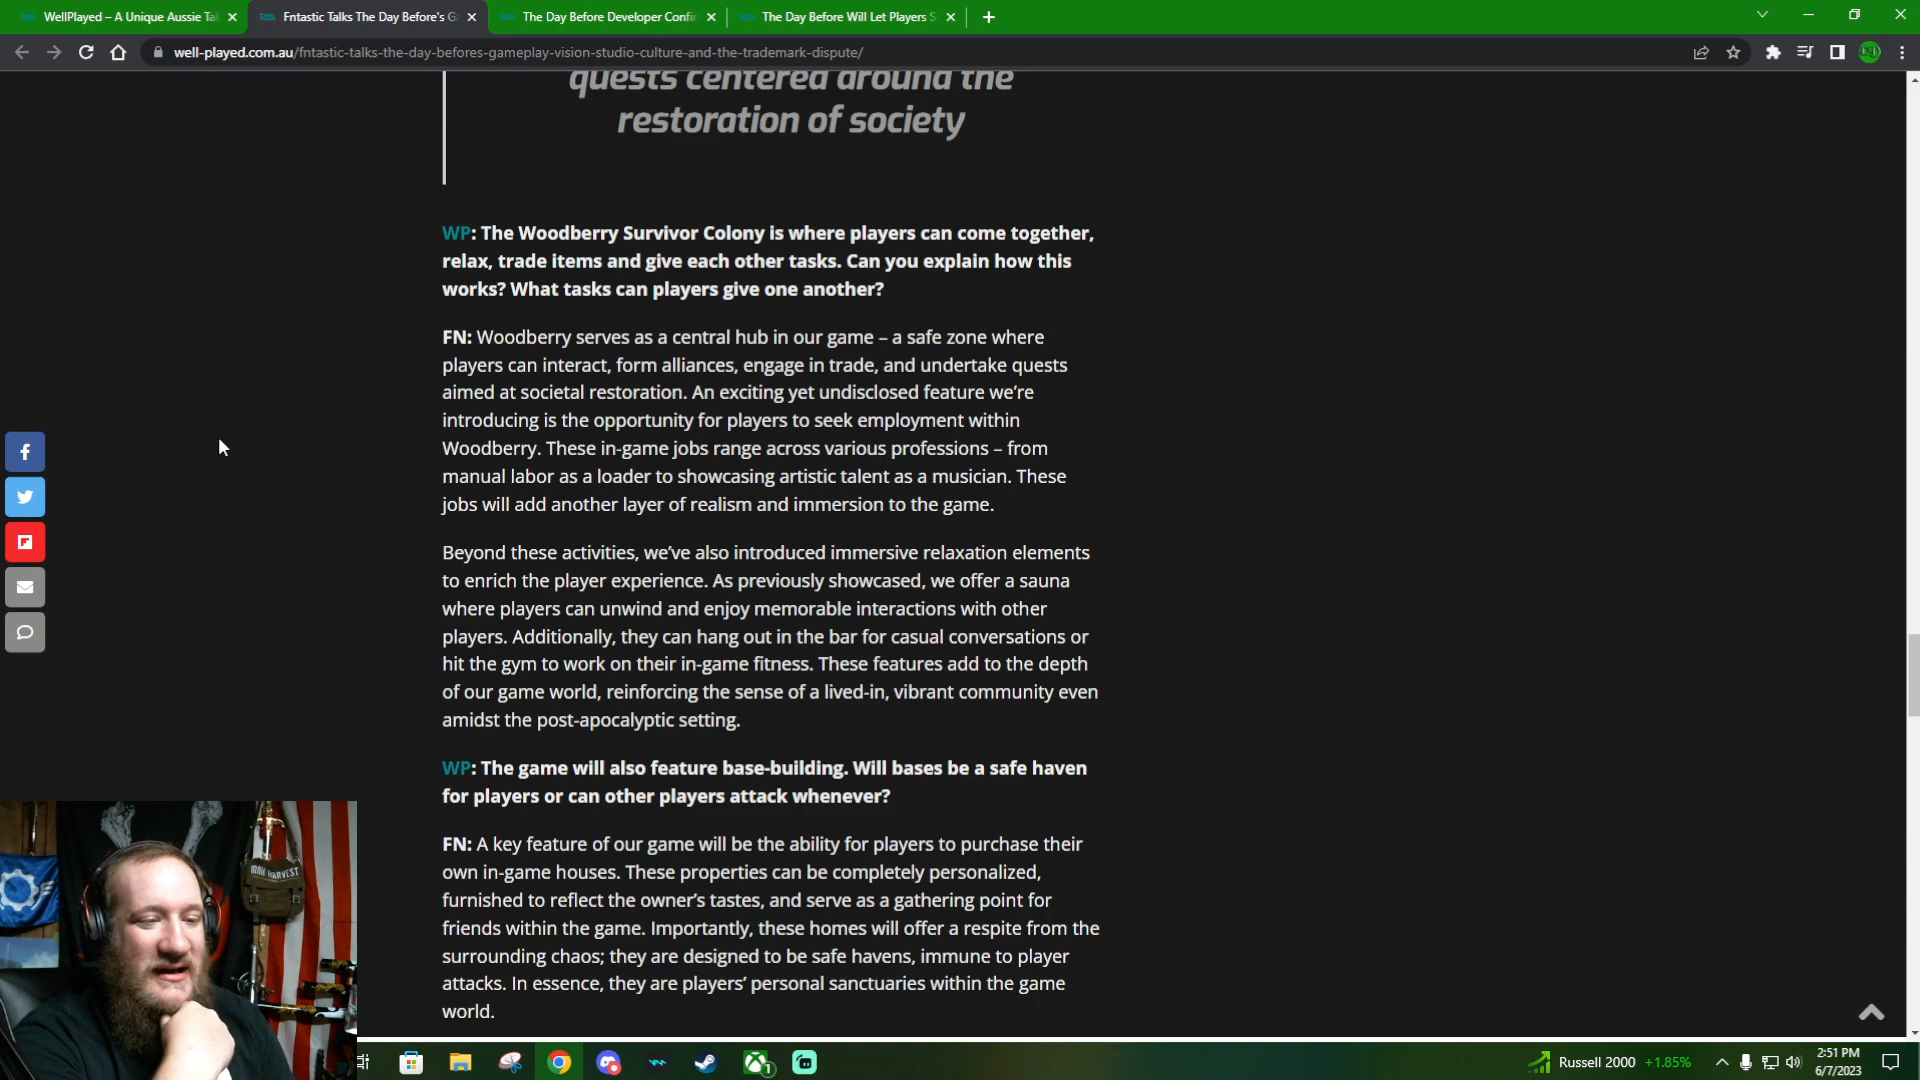 WellPlayed – A Unique Aussie Ta
Fntastic Talks The Day Before's G
The Day Before Developer Confir
The Day Before Will Let Players S
well-played.com.au/fntastic-talks-the-day-befores-gameplay-vision-studio-culture-and-the-trademark-dispute/
quests centered around the
restoration of society
WP: The Woodberry Survivor Colony is where players can come together,
relax, trade items and give each other tasks. Can you explain how this
works? What tasks can players give one another?
FN: Woodberry serves as a central hub in our game – a safe zone where
players can interact, form alliances, engage in trade, and undertake quests
aimed at societal restoration. An exciting yet undisclosed feature we're
introducing is the opportunity for players to seek employment within
Woodberry. These in-game jobs range across various professions – from
manual labor as a loader to showcasing artistic talent as a musician. These
jobs will add another layer of realism and immersion to the game.
Beyond these activities, we've also introduced immersive relaxation elements
to enrich the player experience. As previously showcased, we offer a sauna
where players can unwind and enjoy memorable interactions with other
players. Additionally, they can hang out in the bar for casual conversations or
hit the gym to work on their in-game fitness. These features add to the depth
of our game world, reinforcing the sense of a lived-in, vibrant community even
amidst the post-apocalyptic setting.
WP: The game will also feature base-building. Will bases be a safe haven
for players or can other players attack whenever?
FN: A key feature of our game will be the ability for players to purchase their
own in-game houses. These properties can be completely personalized,
furnished to reflect the owner's tastes, and serve as a gathering point for
friends within the game. Importantly, these homes will offer a respite from the
surrounding chaos; they are designed to be safe havens, immune to player
attacks. In essence, they are players' personal sanctuaries within the game
world.
IRON HARVEST
1
Russell 2000 +1.85%
2:51 PM
6/7/2023